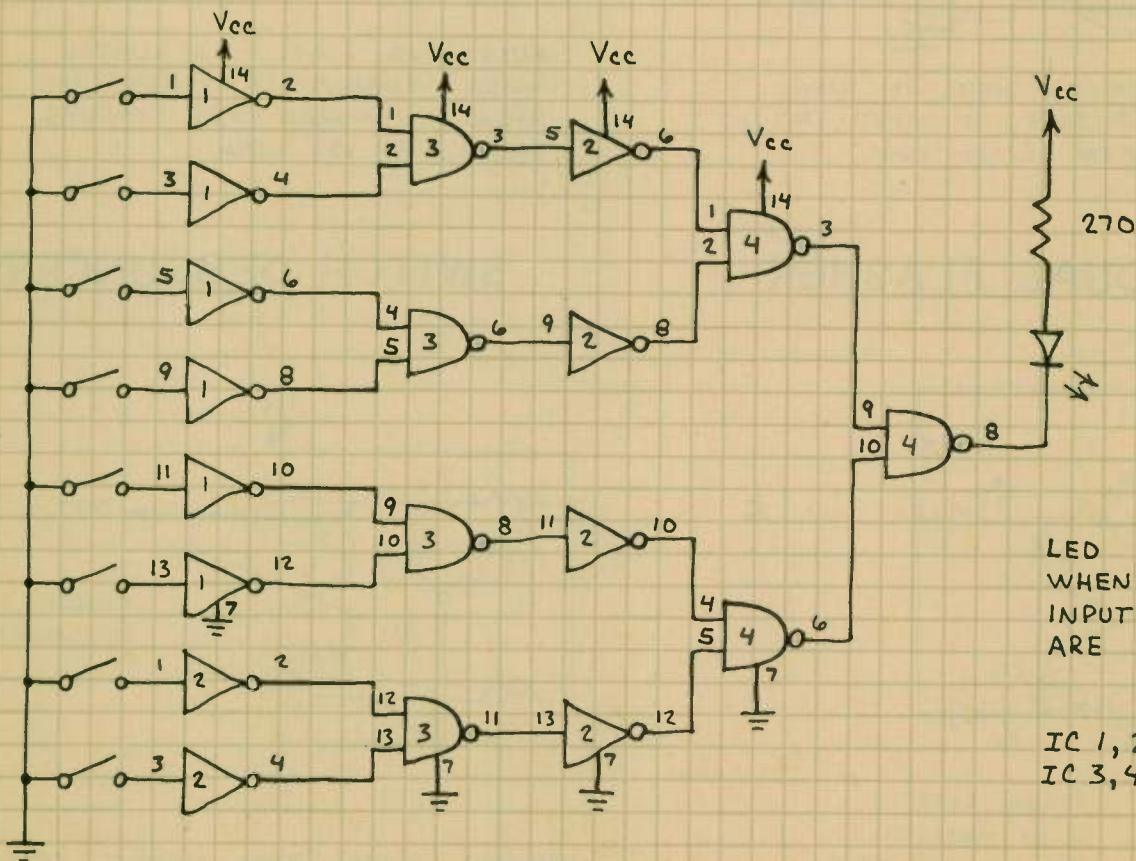 Vcc
Vcc
Vcc
Vcc
Vcc
1 1 14 2
1 14
2 3 3
5 2 14 6
3 1 4
1 14
2 4 3
270
5 1 6
4
5 3 6
9 2 8
9 1 8
9
10 4 8
11 1 10
9
10 3 8
11 2 10
13 1 12
7
4
5 4 6
7
1 2 2
12
13 3 11
7
13 2 12
7
3 2 4
LED
WHEN
INPUT
ARE
IC 1, 2
IC 3, 4